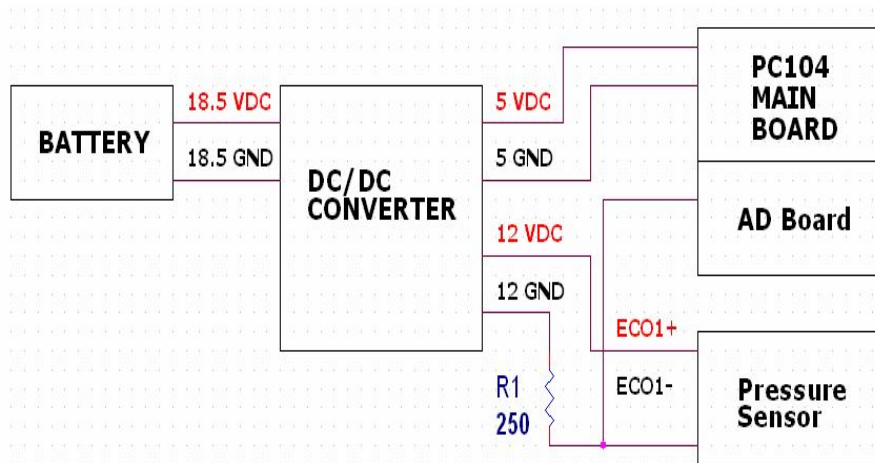 BATTERY
18.5 VDC
18.5 GND
DC/DC
CONVERTER
5 VDC
5 GND
12 VDC
12 GND
PC104
MAIN
BOARD
AD Board
ECO1+
ECO1-
R1
250
Pressure
Sensor